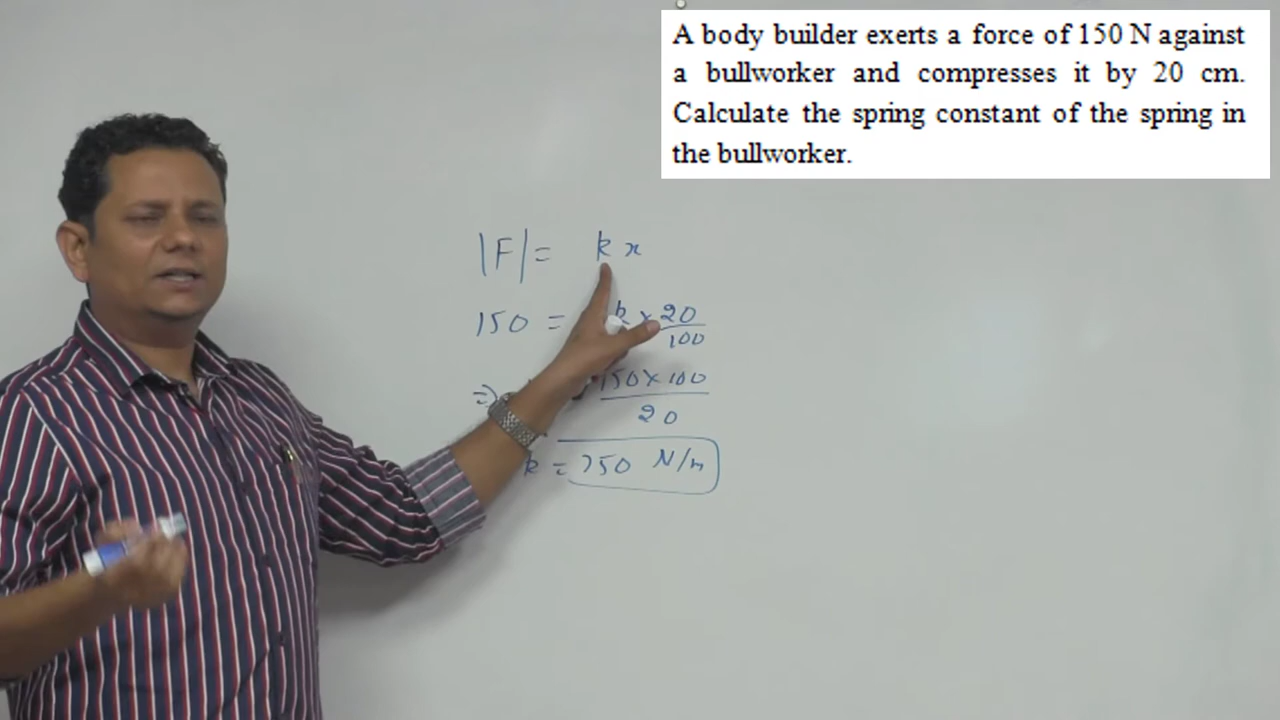 A body builder exerts a force of 150 N against
a bullworker and compresses it by 20 cm.
Calculate the spring constant of the spring in
the bullworker.
|F| = k x
150 = k × 20/100
⇒ 150 × 100/20
k = 750 N/m